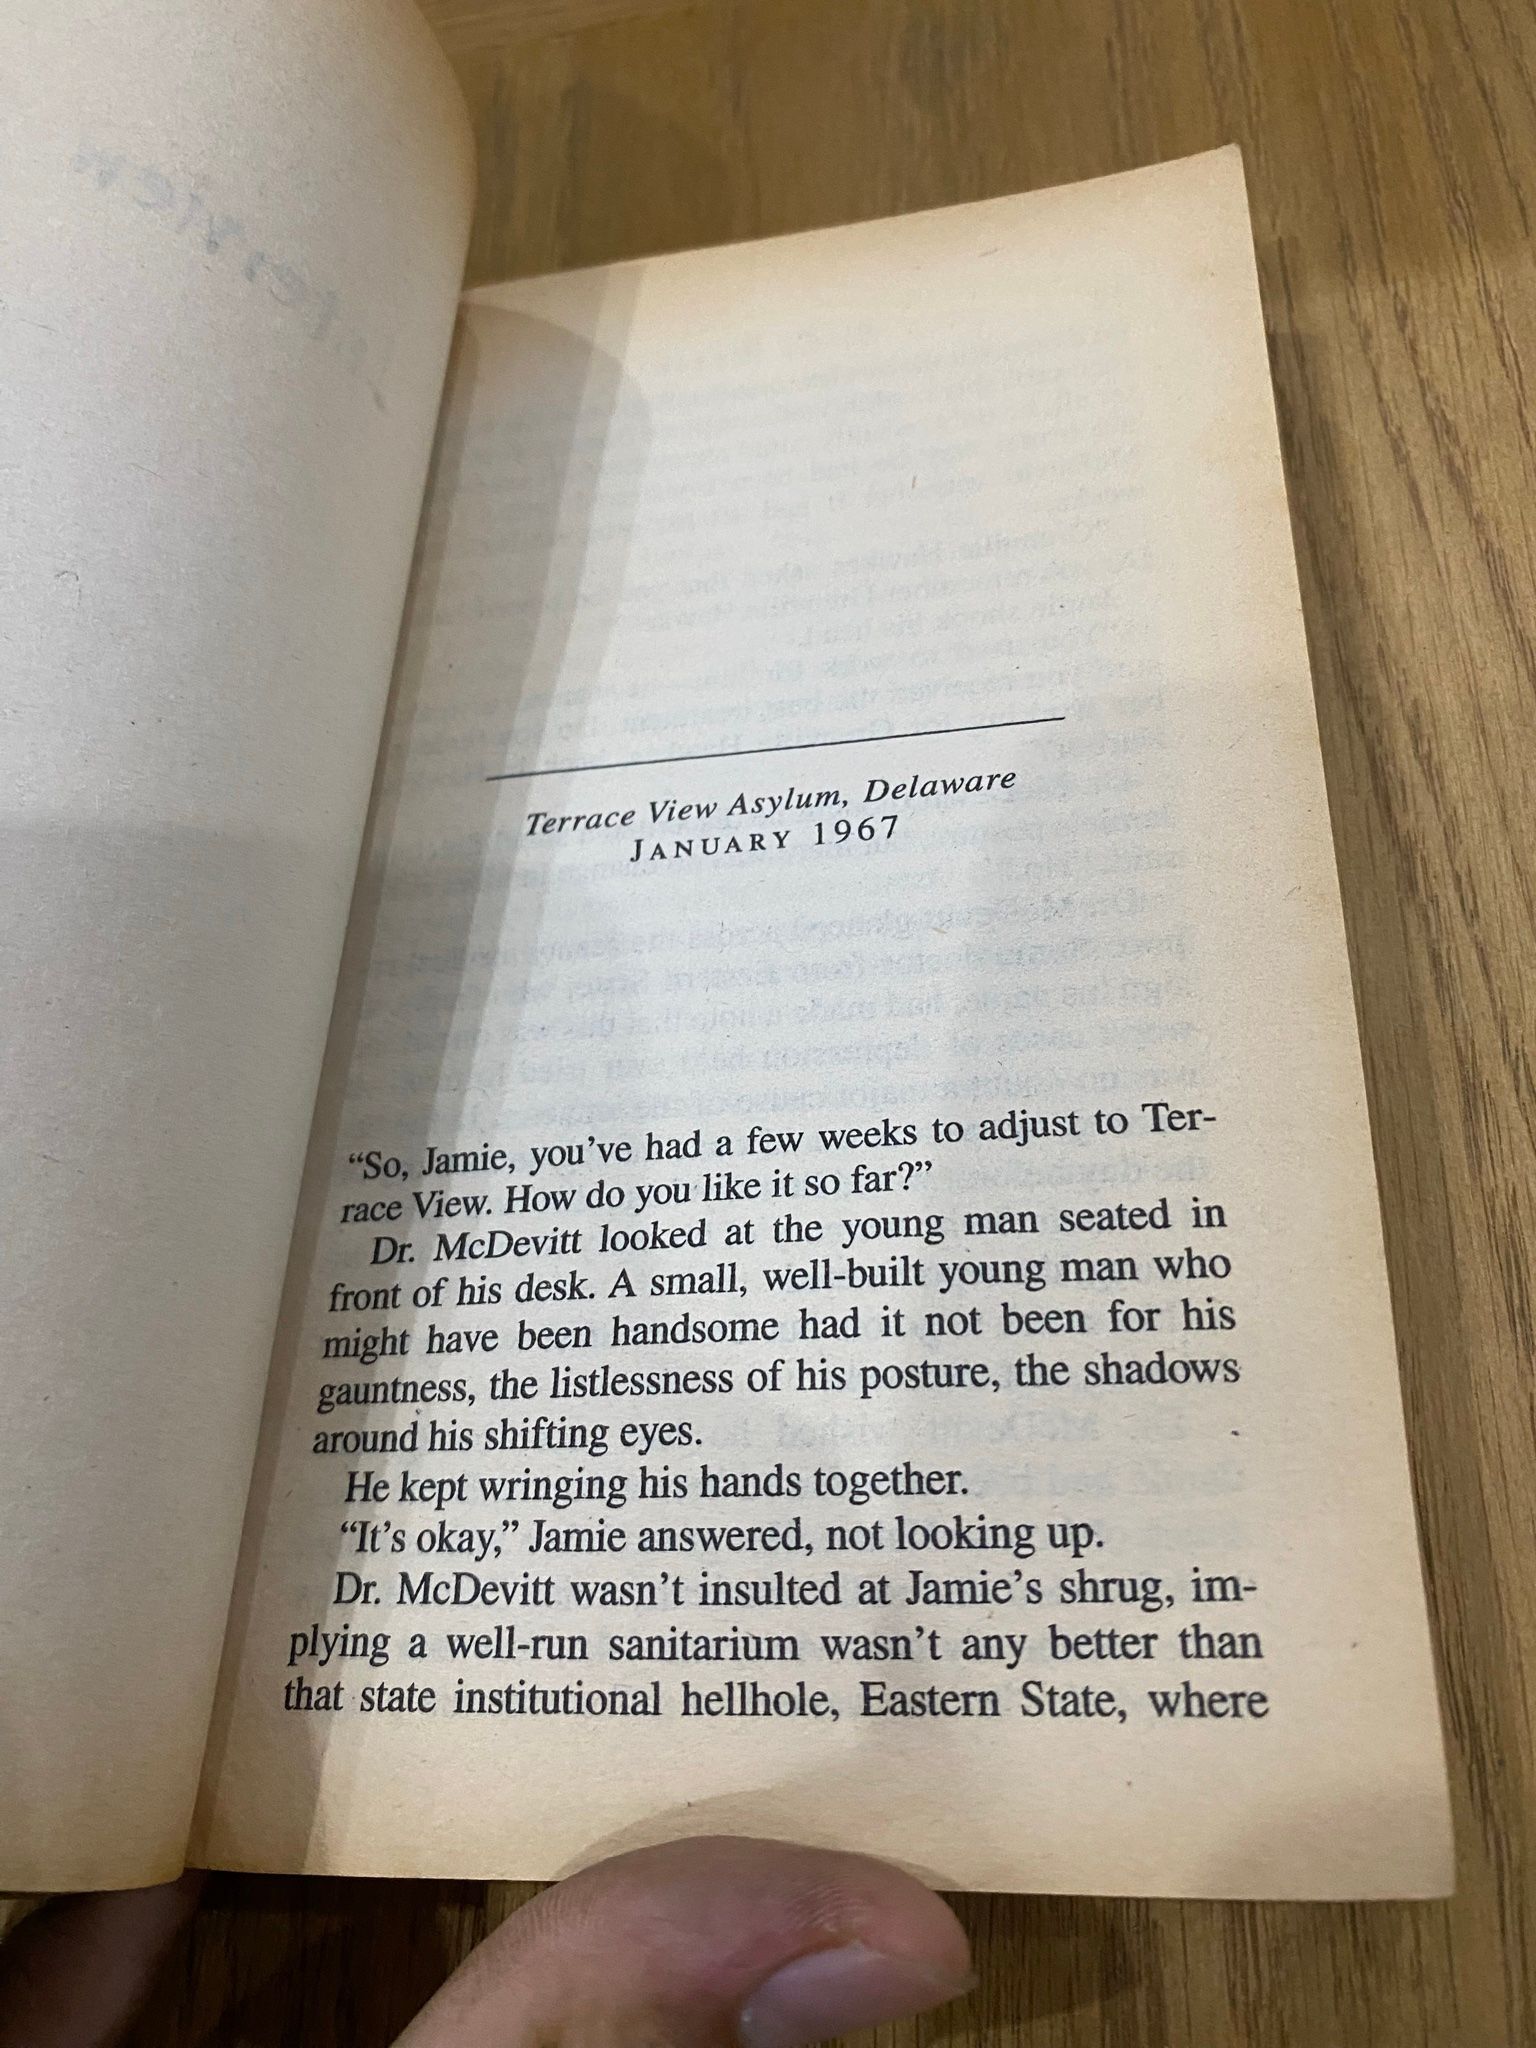 Terrace View Asylum, Delaware
JANUARY 1967
“So, Jamie, you’ve had a few weeks to adjust to Ter-
race View. How do you like it so far?”
Dr. McDevitt looked at the young man seated in
front of his desk. A small, well-built young man who
might have been handsome had it not been for his
gauntness, the listlessness of his posture, the shadows
around his shifting eyes.
He kept wringing his hands together.
“It’s okay,” Jamie answered, not looking up.
Dr. McDevitt wasn’t insulted at Jamie’s shrug, im-
plying a well-run sanitarium wasn’t any better than
that state institutional hellhole, Eastern State, where